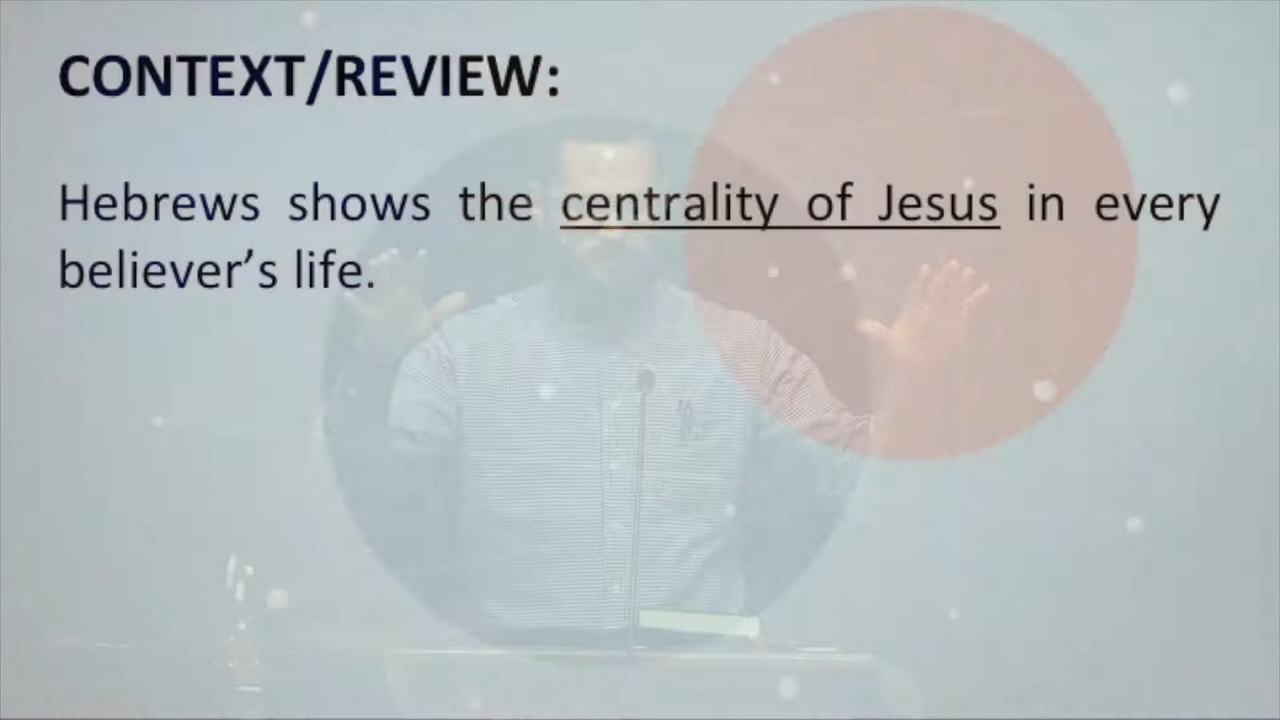 CONTEXT/REVIEW:
Hebrews shows the centrality of Jesus in every
believer’s life.